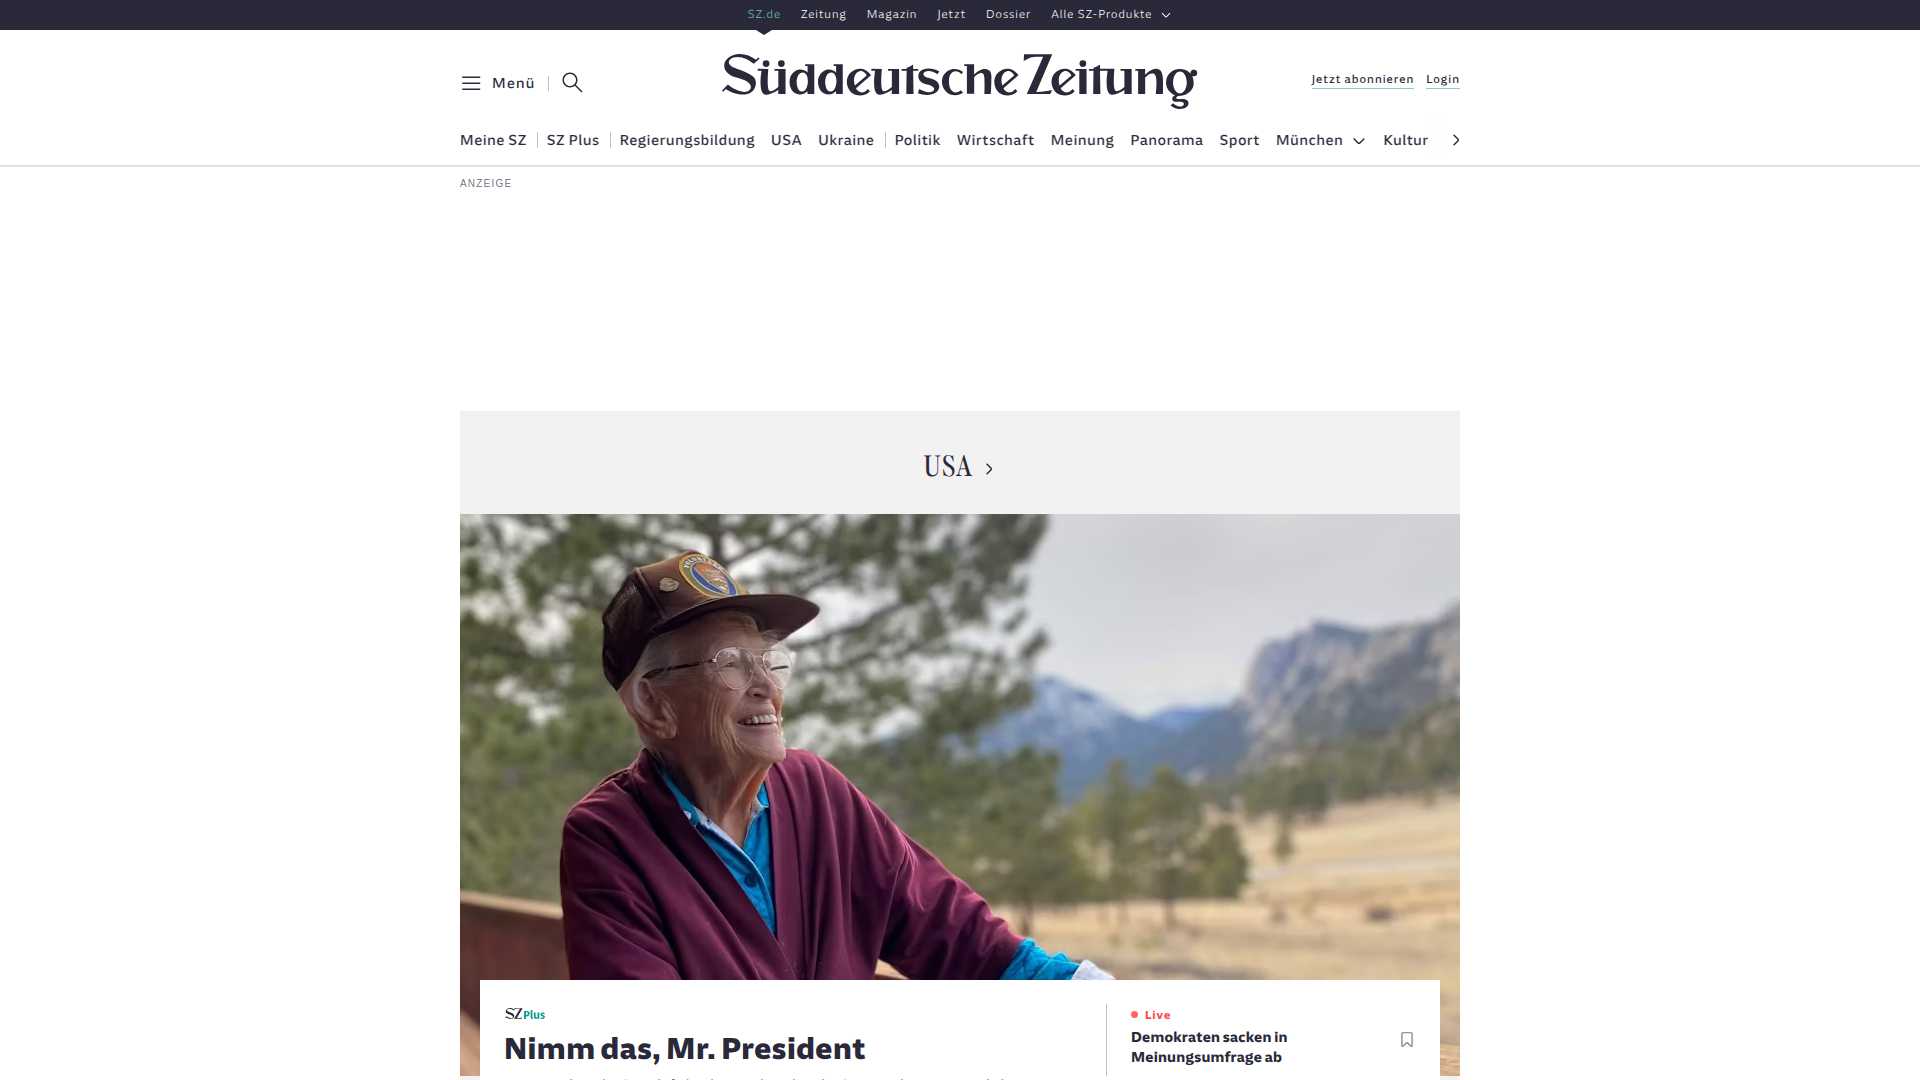 SZ.de Zeitung Magazin Jetzt Dossier Alle SZ-Produkte
Menü
Süddeutsche Zeitung
Jetzt abonnieren Login
Meine SZ SZ Plus Regierungsbildung USA Ukraine Politik Wirtschaft Meinung Panorama Sport München Kultur
ANZEIGE
USA
SZ Plus
Nimm das, Mr. President
Live
Demokraten sacken in
Meinungsumfrage ab